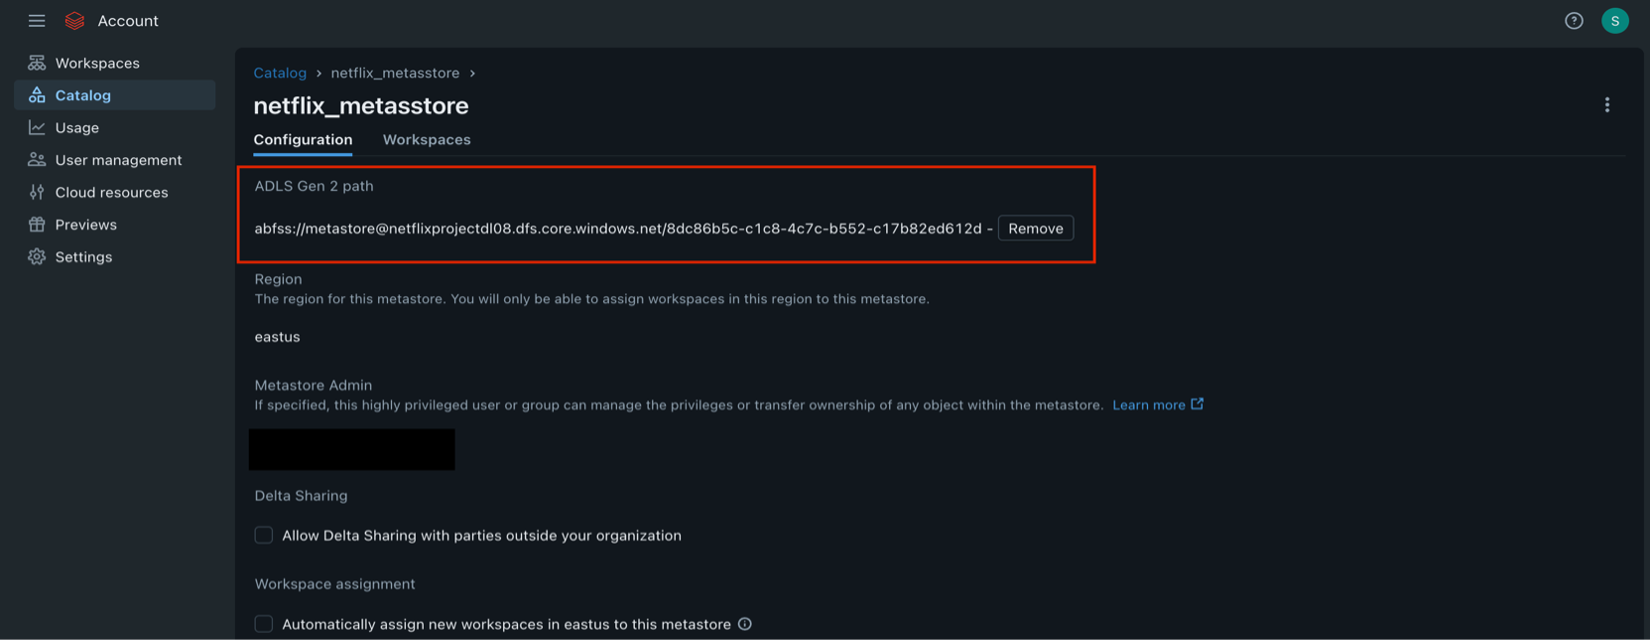 Account
?
S
Workspaces
Catalog
Usage
User management
Cloud resources
Previews
Settings
Catalog › netflix_metasstore ›
netflix_metasstore
Configuration Workspaces
ADLS Gen 2 path
abfss://metastore@netflixprojectdl08.dfs.core.windows.net/8dc86b5c-c1c8-4c7c-b552-c17b82ed612d - Remove
Region
The region for this metastore. You will only be able to assign workspaces in this region to this metastore.
eastus
Metastore Admin
If specified, this highly privileged user or group can manage the privileges or transfer ownership of any object within the metastore. Learn more
Delta Sharing
Allow Delta Sharing with parties outside your organization
Workspace assignment
Automatically assign new workspaces in eastus to this metastore